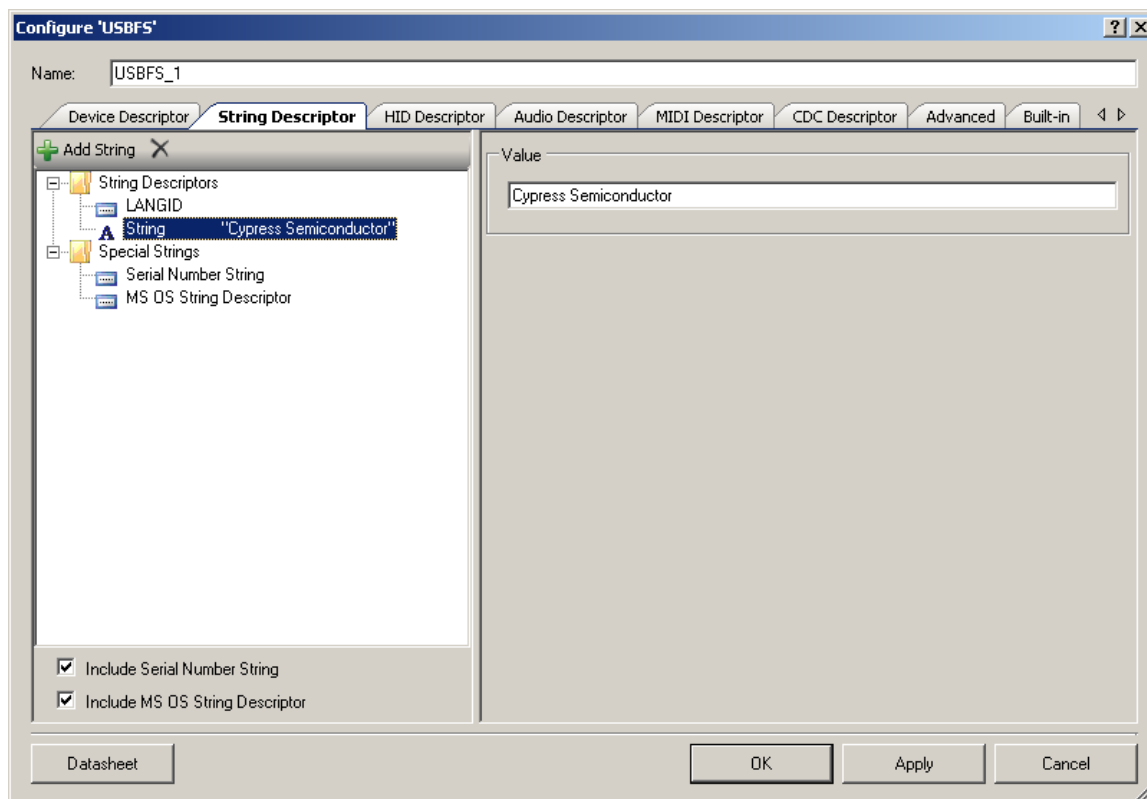 Configure 'USBFS'
Name: USBFS_1
Device Descriptor String Descriptor HID Descriptor Audio Descriptor MIDI Descriptor CDC Descriptor Advanced Built-in
Add String
Value
String Descriptors
Cypress Semiconductor
LANGID
String "Cypress Semiconductor"
Special Strings
Serial Number String
MS OS String Descriptor
Include Serial Number String
Include MS OS String Descriptor
Datasheet OK Apply Cancel